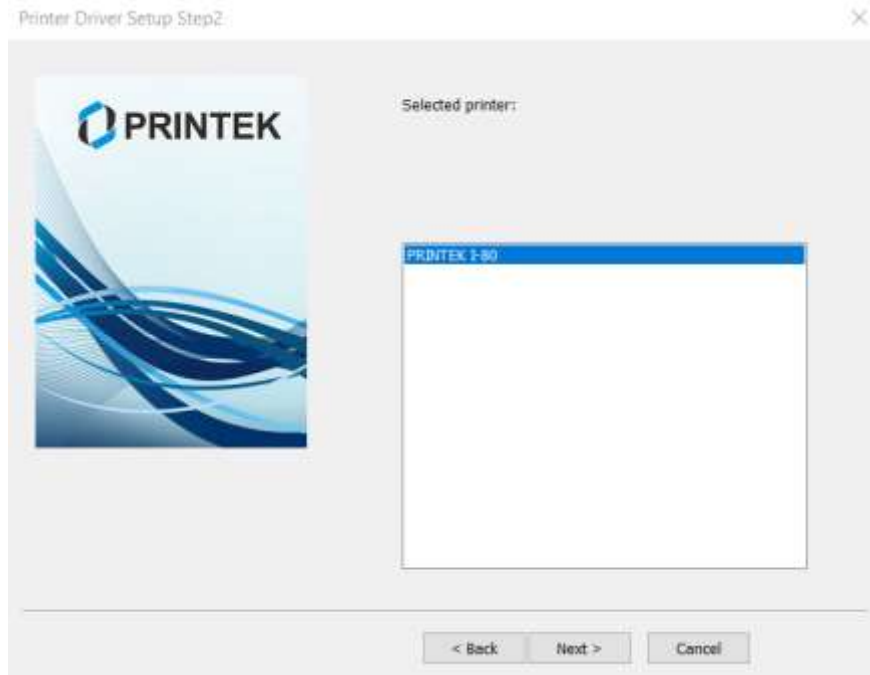 Printer Driver Setup Step2
PRINTEK
Selected printer:
PRINTEK I-80
< Back
Next >
Cancel